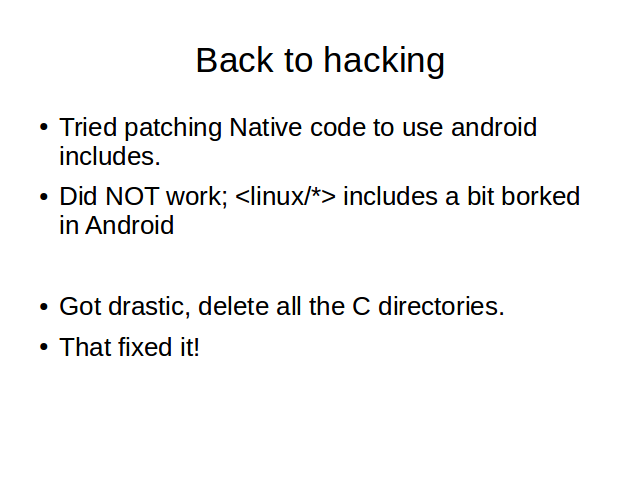 Back to hacking
• Tried patching Native code to use android
includes.
• Did NOT work; <linux/*> includes a bit borked
in Android
• Got drastic, delete all the C directories.
• That fixed it!